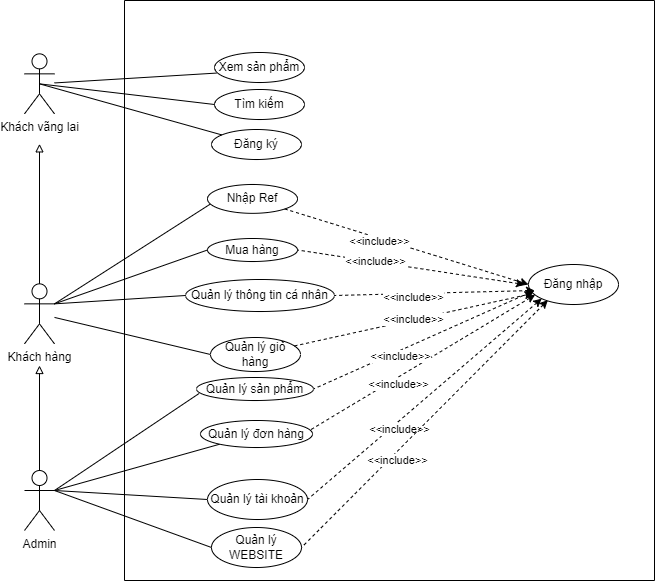 Xem sản phẩm
Tìm kiếm
Đăng ký
Khách vãng lai
Nhập Ref
<<include>>
Mua hàng
<<include>>
Đăng nhập
Quản lý thông tin cá nhân
<<include>>
<<include>>
Khách hàng
Quản lý giỏ
hàng
<<include>>
Quản lý sản phẩm
<<include>>
Quản lý đơn hàng
<<include>>
<<include>>
Quản lý tài khoản
Admin
Quản lý
WEBSITE